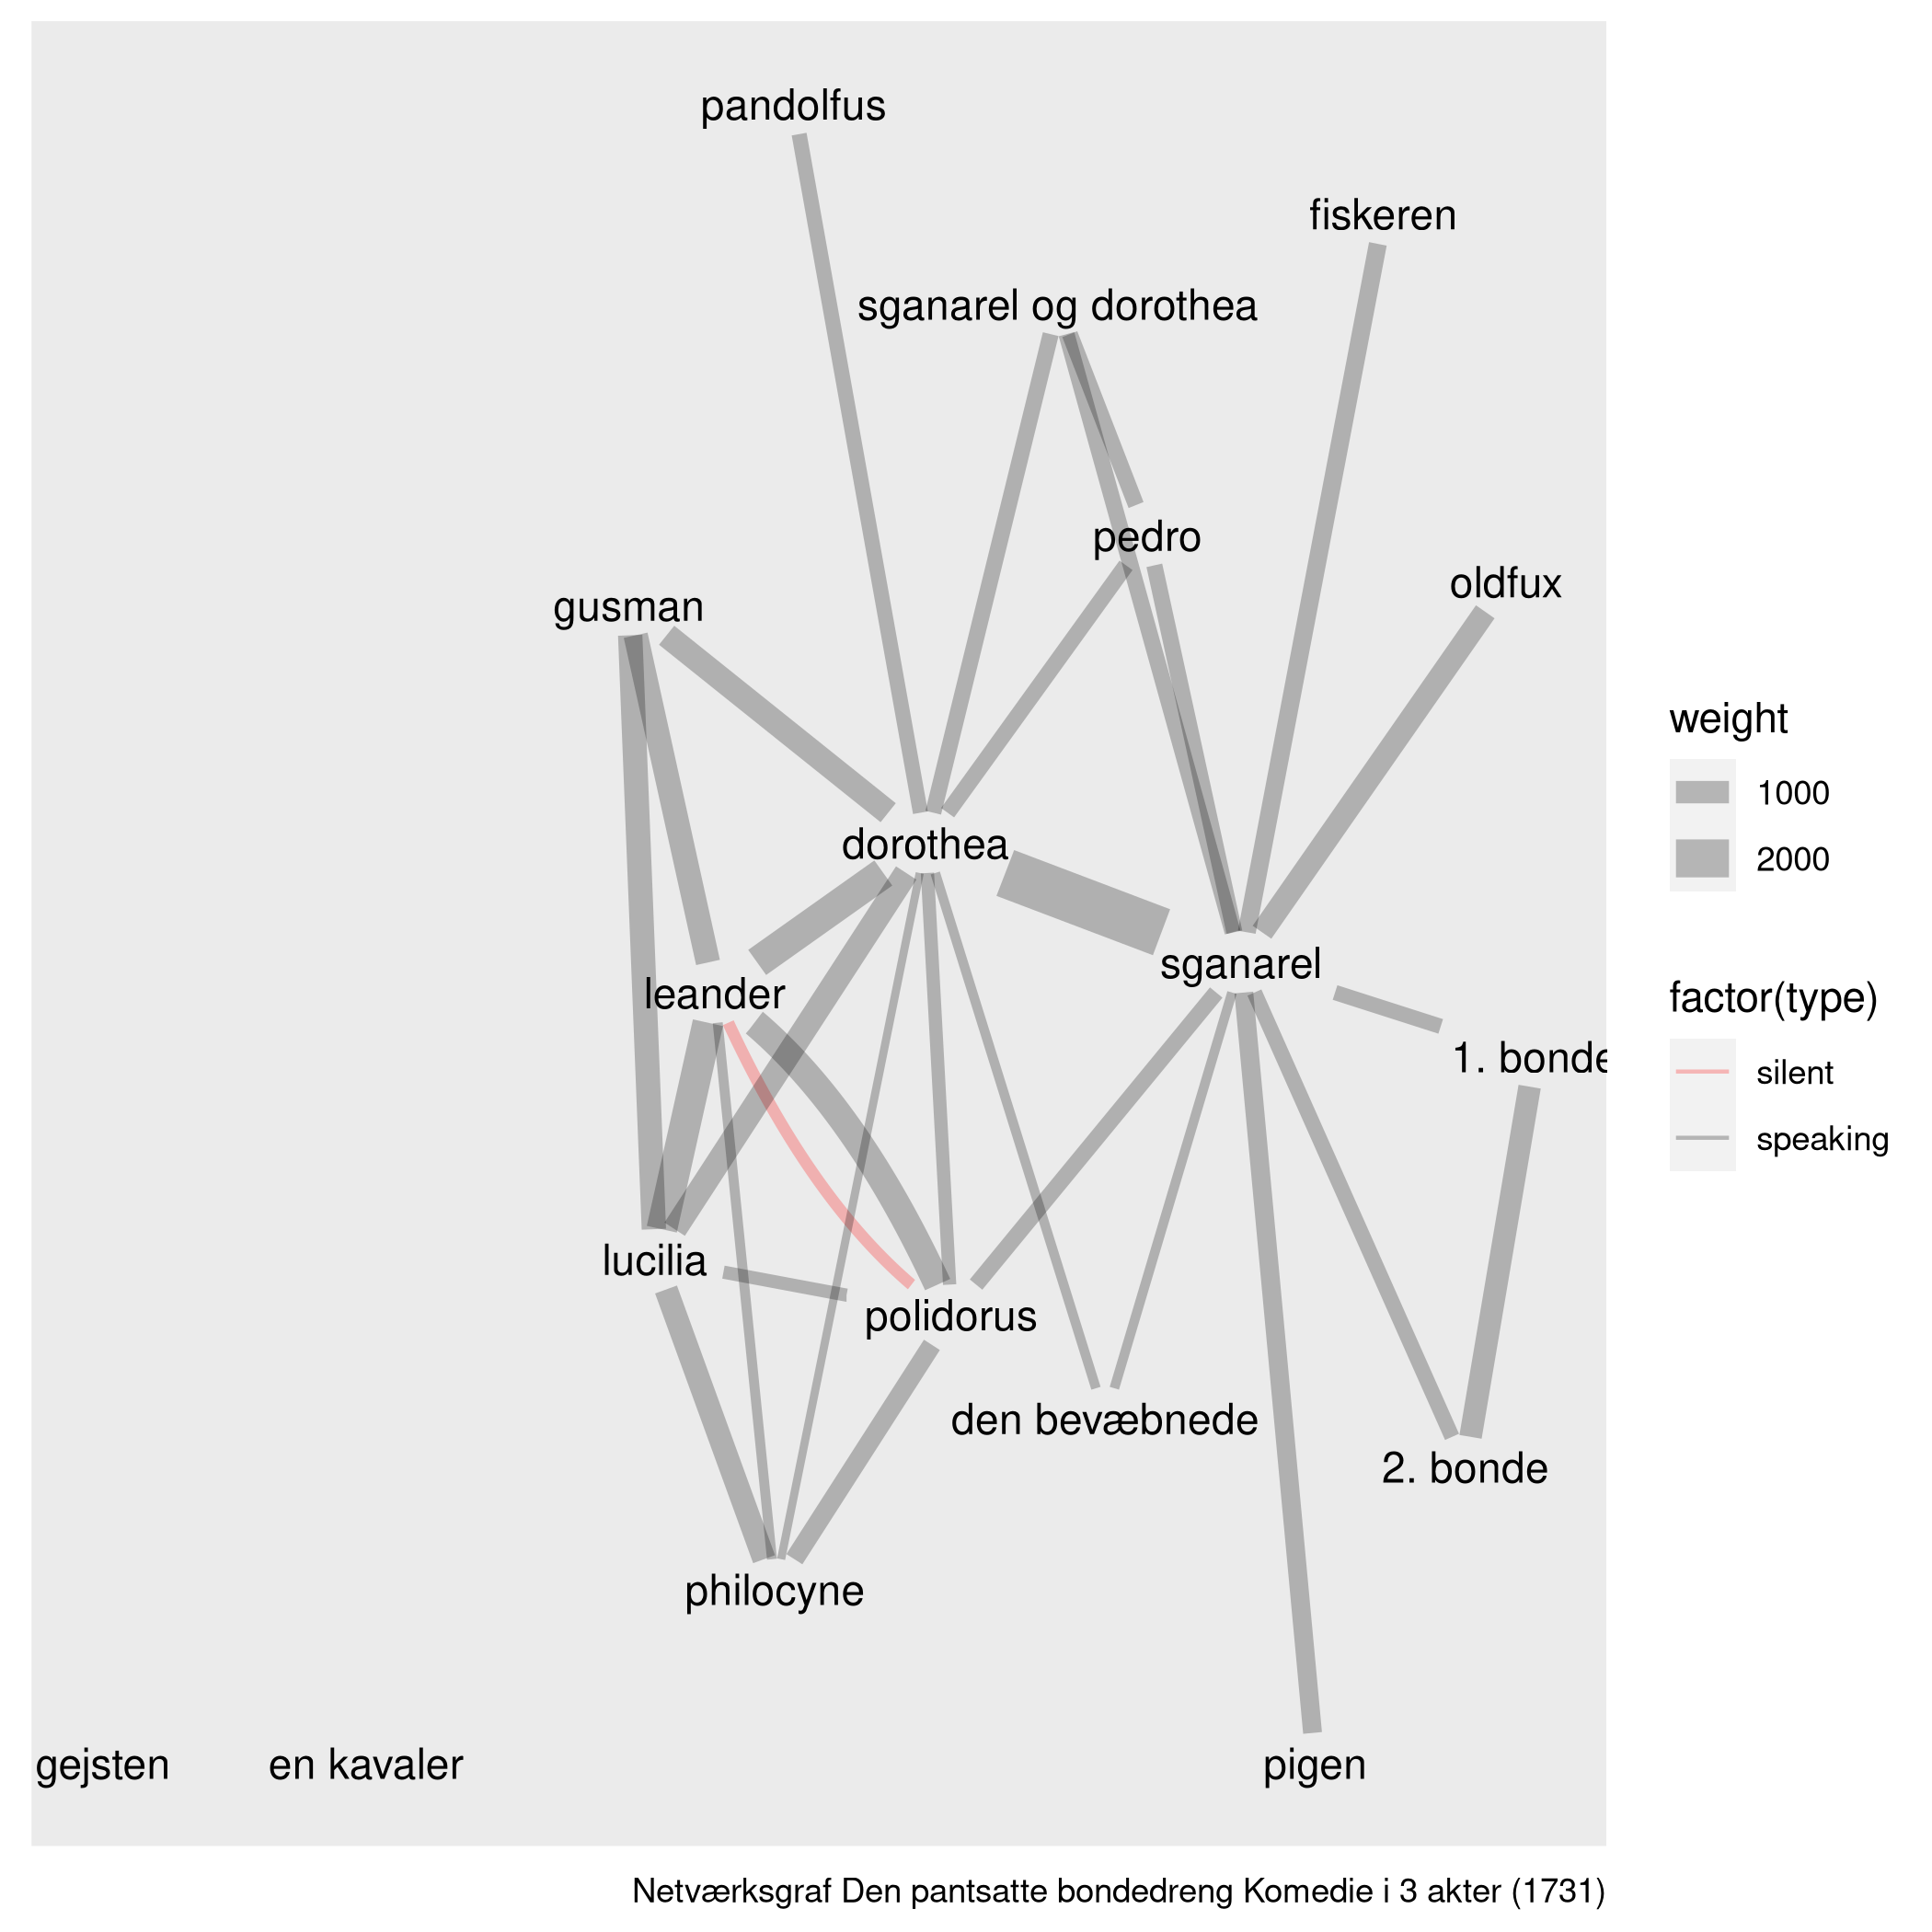 pandolfus
fiskeren
sganarel og dorothea
pedro
oldfux
gusman
dorothea
sganarel
leander
1. bonde
lucilia
polidorus
den bevæbnede
2. bonde
philocyne
gejsten
en kavaler
pigen
weight
1000
2000
factor(type)
silent
speaking
Netværksgraf Den pantsatte bondedreng Komedie i 3 akter (1731)